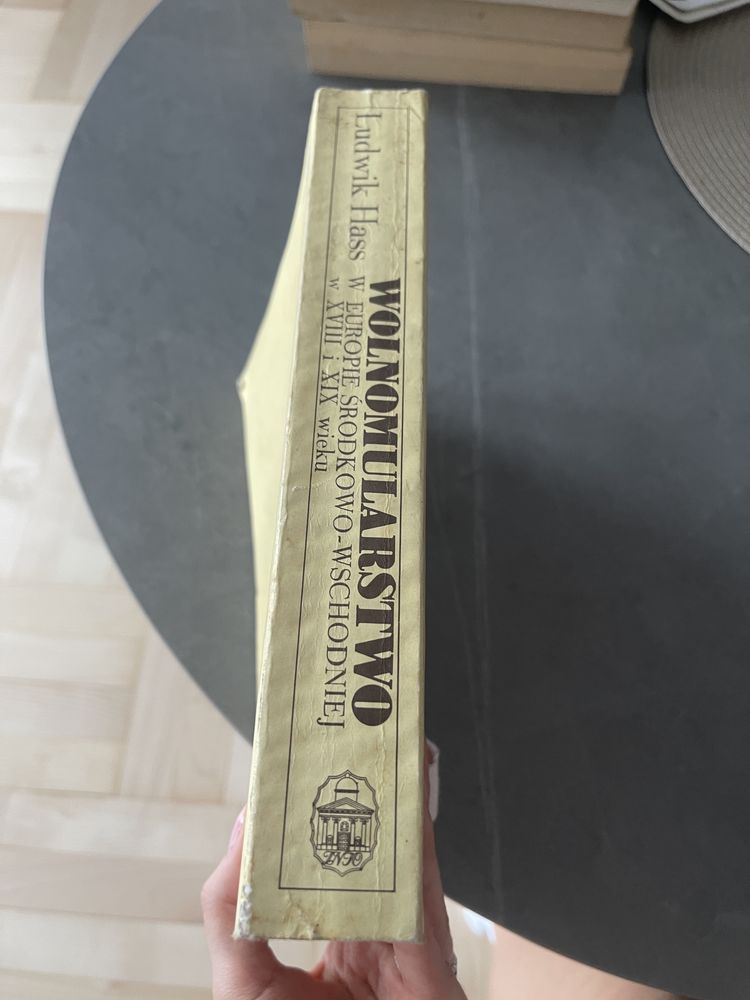 Ludwik Hass
WOLNOMULARSTWO
W EUROPIE ŚRODKOWO-WSCHODNIEJ
w XVIII i XIX wieku